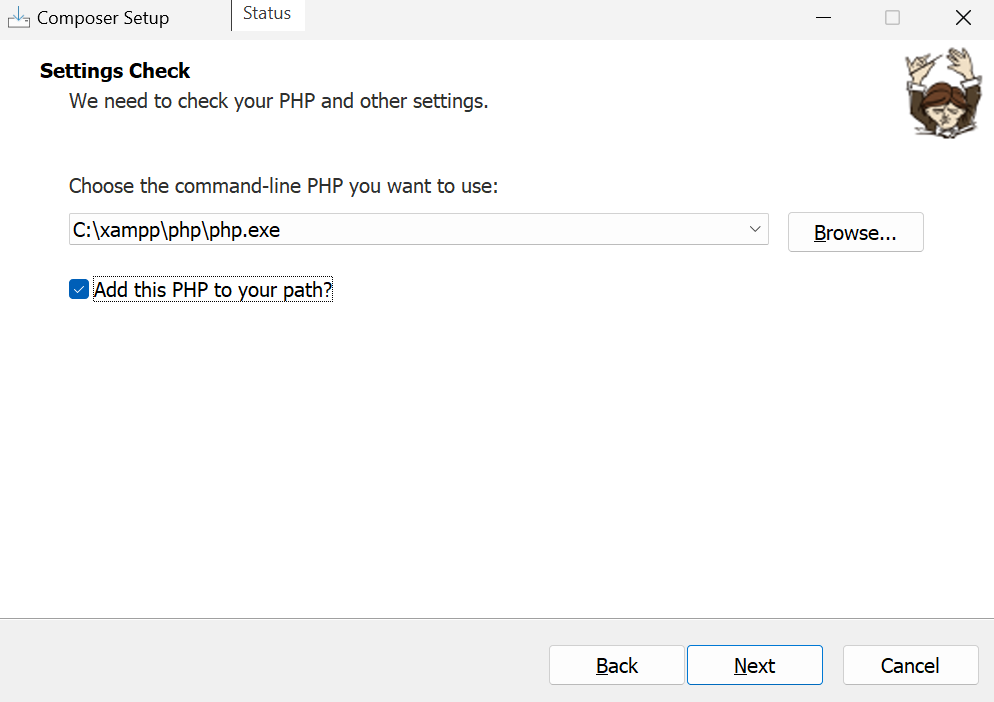 Composer Setup
Status
Settings Check
We need to check your PHP and other settings.
Choose the command-line PHP you want to use:
C:\xampp\php\php.exe
Browse...
Add this PHP to your path?
Back
Next
Cancel